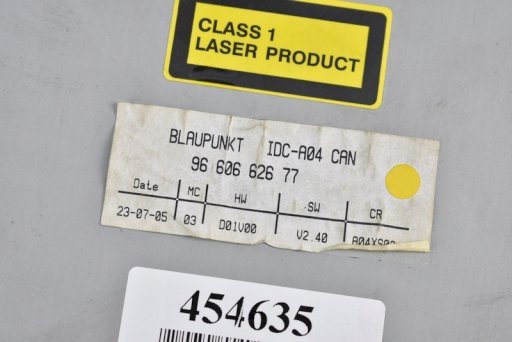 CLASS 1
LASER PRODUCT
BLAUPUNKT IDC-A04 CAN
96 606 626 77
Date MC HW SW CR
23-07-05 03 D01V00 V2.40
454635